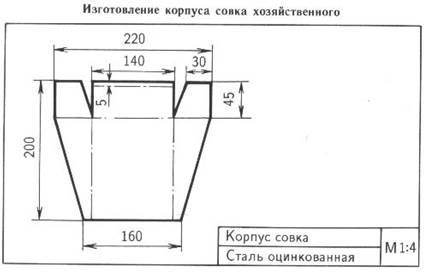 Изготовление корпуса совка хозяйственного
220
140
30
5
45
200
160
Корпус совка
М1:4
Сталь оцинкованная